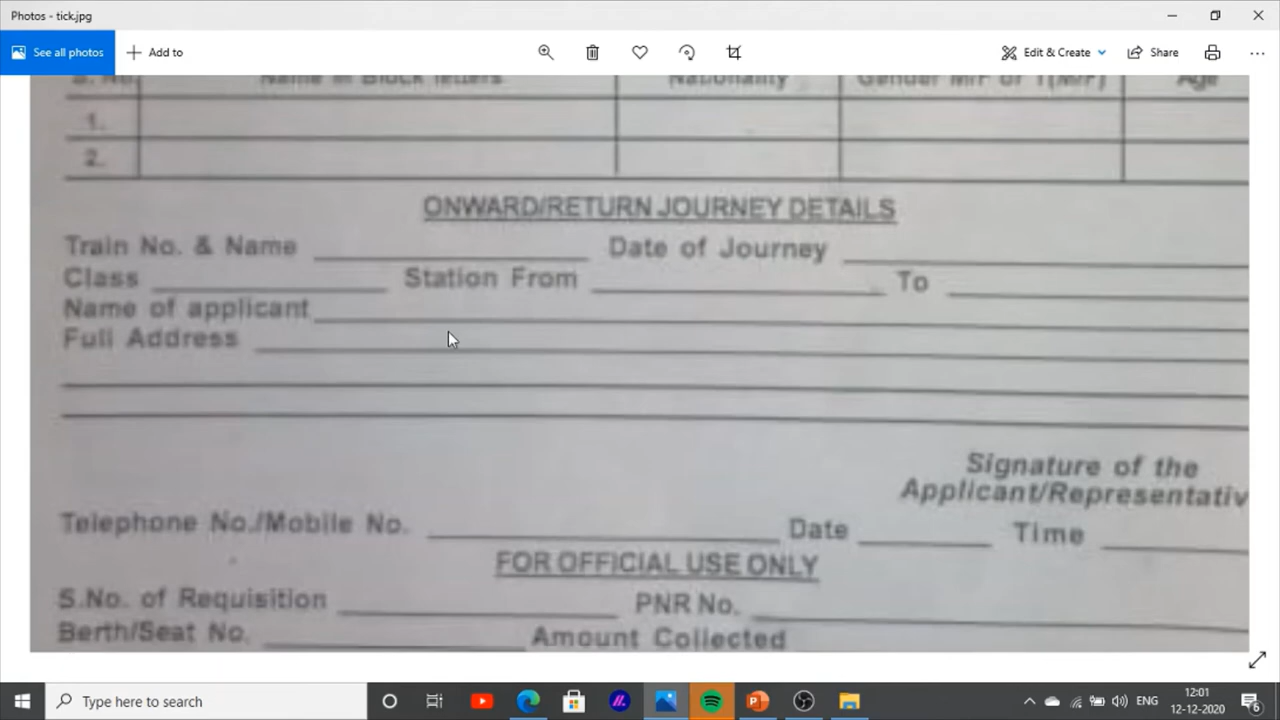 Photos - tick.jpg
See all photos
Add to
Edit & Create
Share
S. No Name in Block letters Nationality Gender M/F or T(M/F) Age
1.
2.
ONWARD/RETURN JOURNEY DETAILS
Train No. & Name Date of Journey
Class Station From To
Name of applicant
Full Address
Signature of the
Applicant/Representativ
Telephone No./Mobile No. Date Time
FOR OFFICIAL USE ONLY
S.No. of Requisition PNR No.
Berth/Seat No. Amount Collected
Type here to search
ENG
12:01
12-12-2020
6